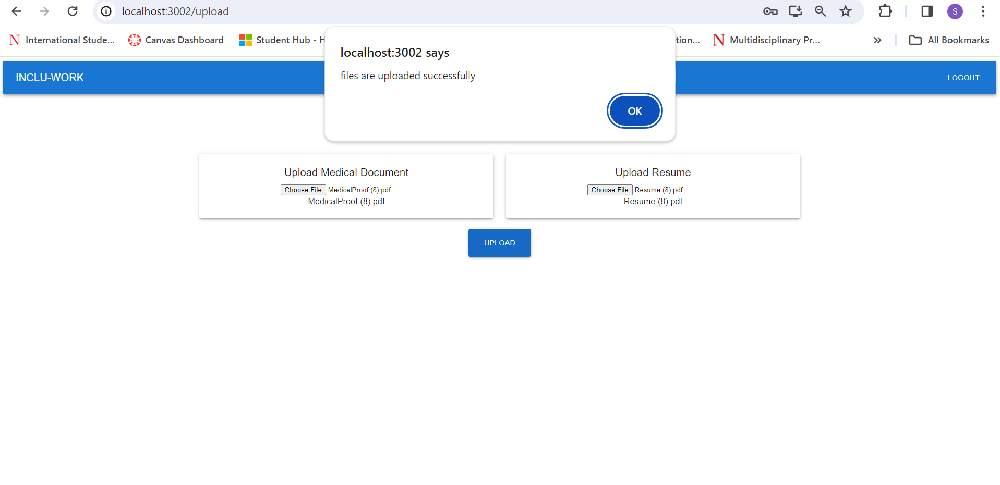 localhost:3002/upload
S
International Stude...
Canvas Dashboard
Student Hub - H
tion...
Multidisciplinary Pr...
All Bookmarks
localhost:3002 says
files are uploaded successfully
OK
INCLU-WORK
LOGOUT
Upload Medical Document
Choose File MedicalProof (8).pdf
MedicalProof (8).pdf
Upload Resume
Choose File Resume (8).pdf
Resume (8).pdf
UPLOAD